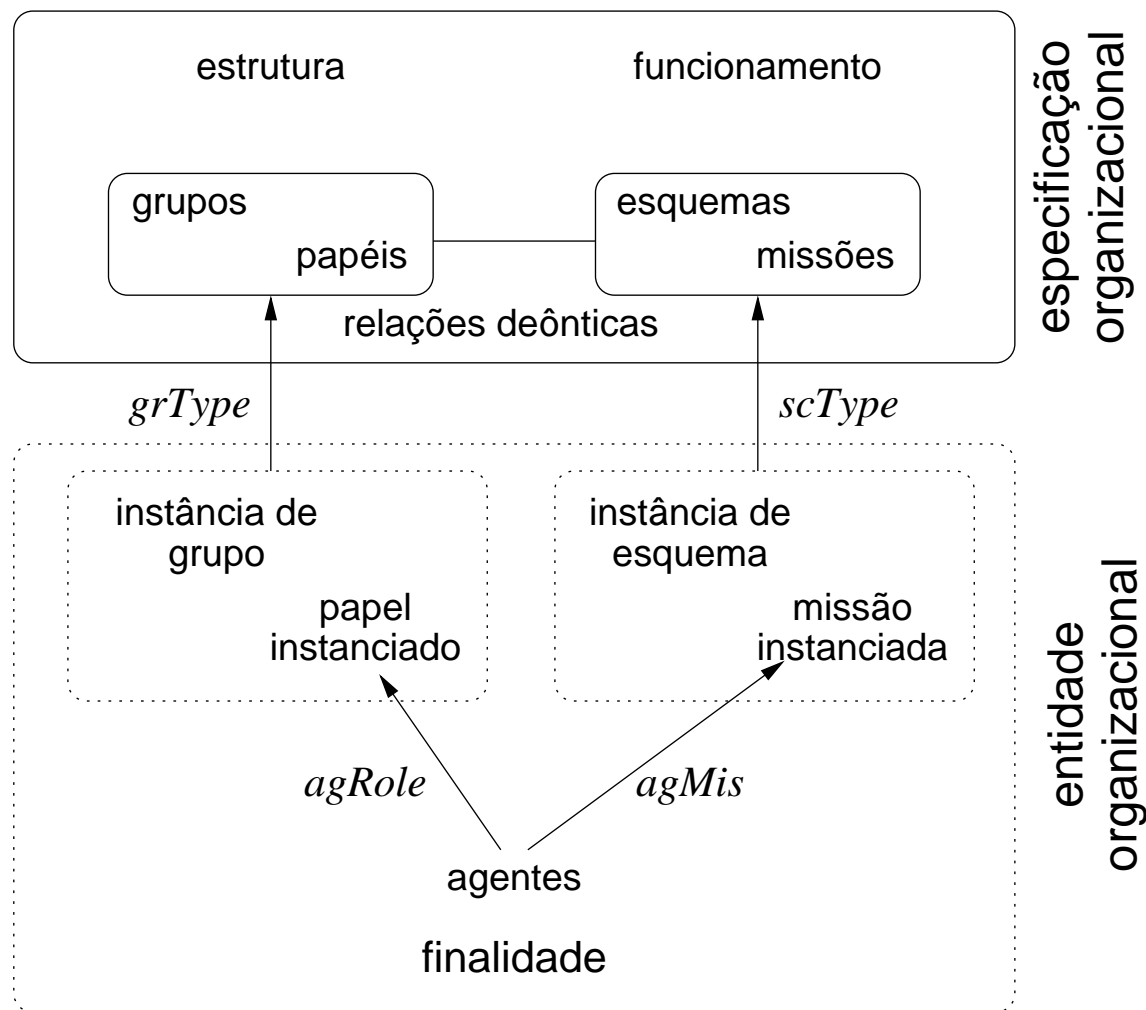 estrutura
funcionamento
grupos
papéis
esquemas
missões
relações deônticas
especificação
organizacional
grType
scType
instância de
grupo
papel
instanciado
instância de
esquema
missão
instanciada
agRole
agMis
agentes
finalidade
entidade
organizacional